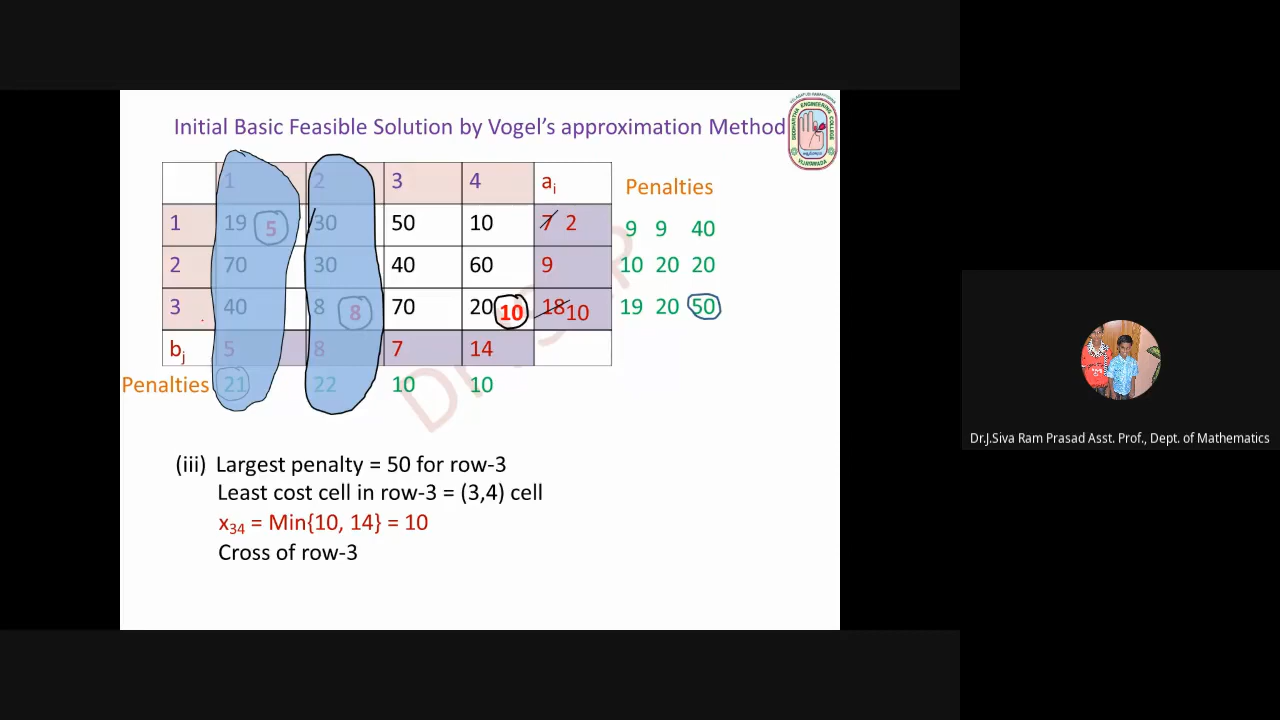 Initial Basic Feasible Solution by Vogel's approximation Method
SIDDHARTHA ENGINEERING COLLEGE
VIJAYAWADA
1 2 3 4 aᵢ Penalties
1 19 5 30 50 10 7 2 9 9 40
2 70 30 40 60 9 10 20 20
3 40 8 8 70 20 10 18 10 19 20 50
bⱼ 5 8 7 14
Penalties 21 22 10 10
(iii) Largest penalty = 50 for row-3
Least cost cell in row-3 = (3,4) cell
x₃₄ = Min{10, 14} = 10
Cross of row-3
Dr.J.Siva Ram Prasad Asst. Prof., Dept. of Mathematics